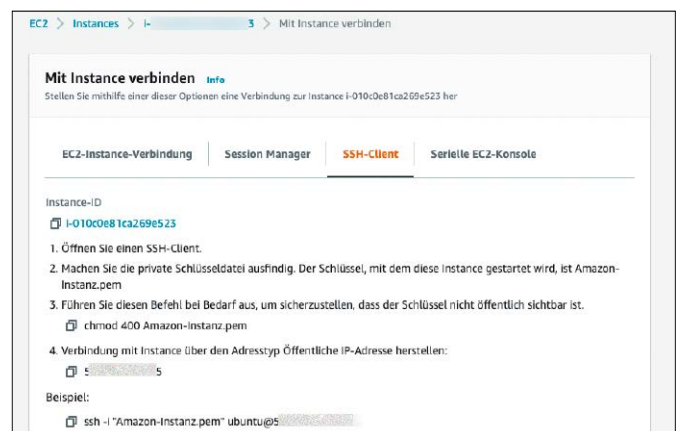 EC2 > Instances > i- 3 > Mit Instance verbinden
Mit Instance verbinden Info
Stellen Sie mithilfe einer dieser Optionen eine Verbindung zur Instance i-010c0e81ca269e523 her
EC2-Instance-Verbindung Session Manager SSH-Client Serielle EC2-Konsole
Instance-ID
i-010c0e81ca269e523
1. Öffnen Sie einen SSH-Client.
2. Machen Sie die private Schlüsseldatei ausfindig. Der Schlüssel, mit dem diese Instance gestartet wird, ist Amazon-
Instanz.pem
3. Führen Sie diesen Befehl bei Bedarf aus, um sicherzustellen, dass der Schlüssel nicht öffentlich sichtbar ist.
chmod 400 Amazon-Instanz.pem
4. Verbindung mit Instance über den Adresstyp Öffentliche IP-Adresse herstellen:
5 5
Beispiel:
ssh -i "Amazon-Instanz.pem" ubuntu@5